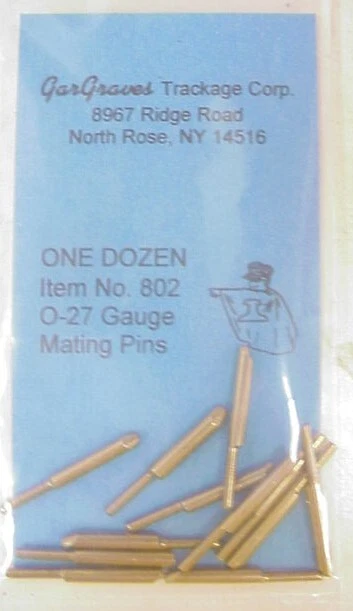 GarGraves Trackage Corp.
8967 Ridge Road
North Rose, NY 14516
ONE DOZEN
Item No. 802
O-27 Gauge
Mating Pins